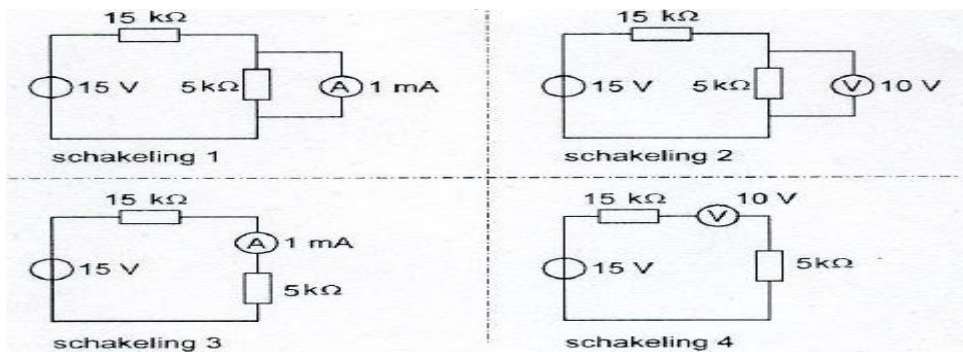 15 kΩ
15 V
5kΩ
A
1 mA
schakeling 1
15 kΩ
15 V
5kΩ
V
10 V
schakeling 2
15 kΩ
A
1 mA
15 V
5kΩ
schakeling 3
15 kΩ
10 V
V
15 V
5kΩ
schakeling 4